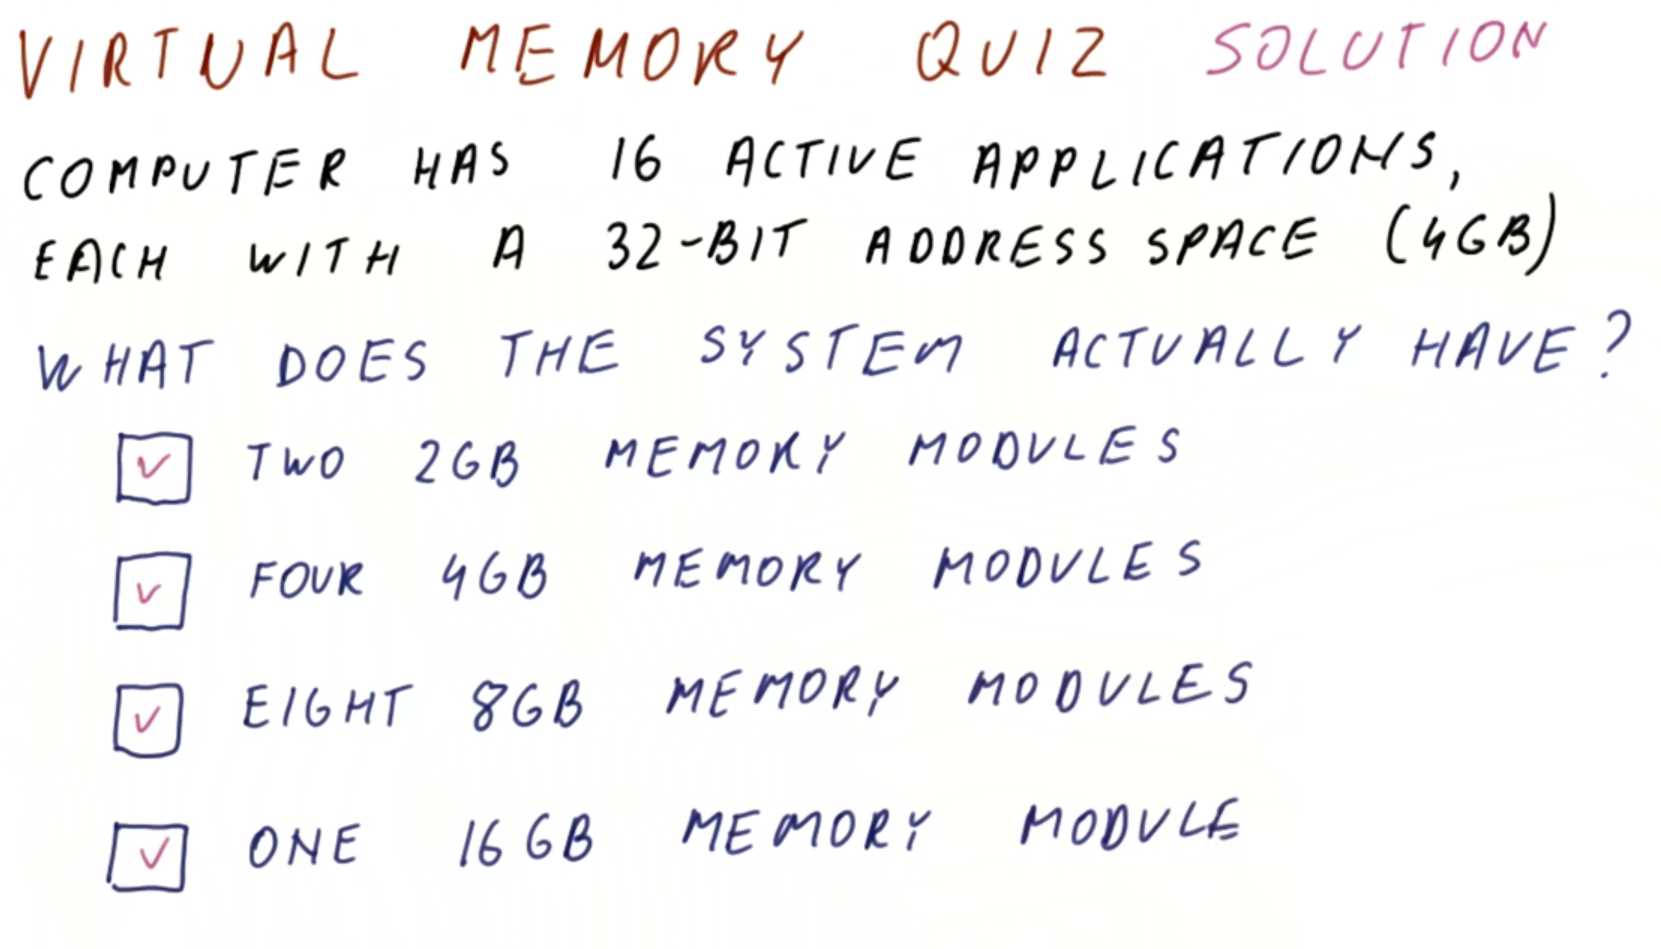 VIRTUAL MEMORY QUIZ SOLUTION
COMPUTER HAS 16 ACTIVE APPLICATIONS,
EACH WITH A 32-BIT ADDRESS SPACE (4GB)
WHAT DOES THE SYSTEM ACTUALLY HAVE?
TWO 2GB MEMORY MODULES
FOUR 4GB MEMORY MODULES
EIGHT 8GB MEMORY MODULES
ONE 16GB MEMORY MODULE